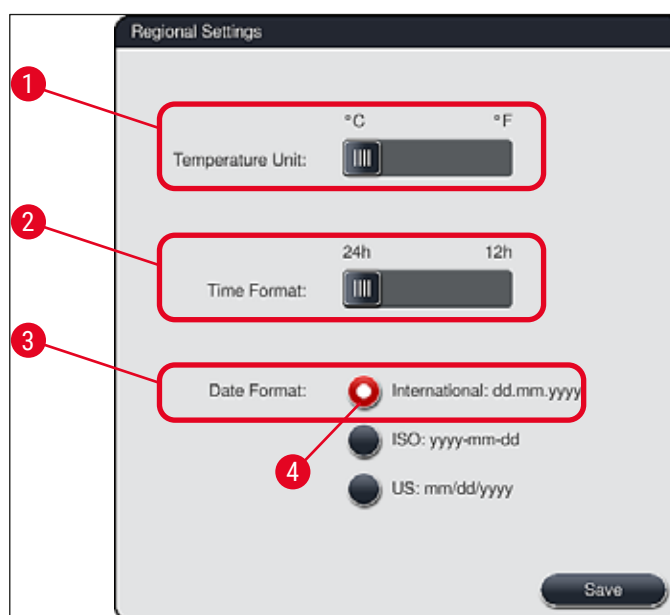 Regional Settings
1
°C °F
Temperature Unit:
2
24h 12h
Time Format:
3
Date Format: International: dd.mm.yyyy
4
ISO: yyyy-mm-dd
US: mm/dd/yyyy
Save